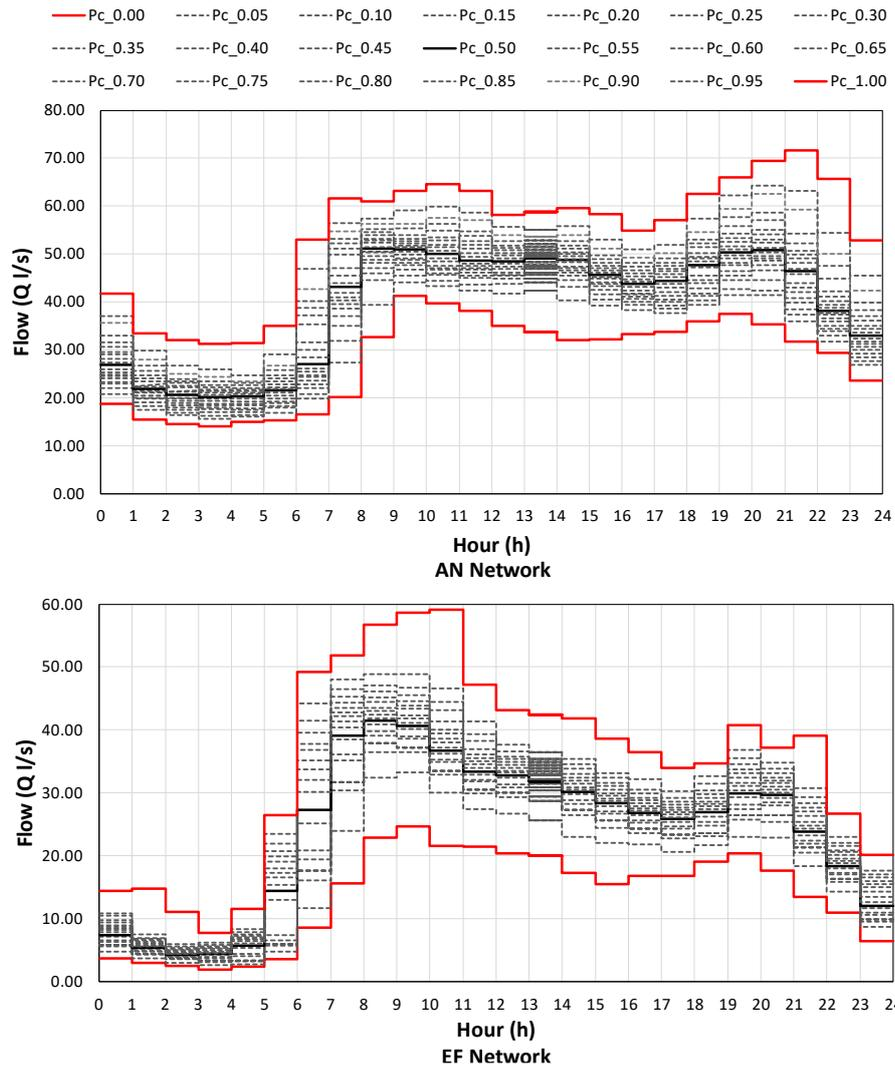 Pc_0.00 Pc_0.05 Pc_0.10 Pc_0.15 Pc_0.20 Pc_0.25 Pc_0.30
Pc_0.35 Pc_0.40 Pc_0.45 Pc_0.50 Pc_0.55 Pc_0.60 Pc_0.65
Pc_0.70 Pc_0.75 Pc_0.80 Pc_0.85 Pc_0.90 Pc_0.95 Pc_1.00
80.00
70.00
60.00
50.00
40.00
30.00
20.00
10.00
0.00
Flow (Q l/s)
0 1 2 3 4 5 6 7 8 9 10 11 12 13 14 15 16 17 18 19 20 21 22 23 24
Hour (h)
AN Network
60.00
50.00
40.00
30.00
20.00
10.00
0.00
Flow (Q l/s)
0 1 2 3 4 5 6 7 8 9 10 11 12 13 14 15 16 17 18 19 20 21 22 23 24
Hour (h)
EF Network